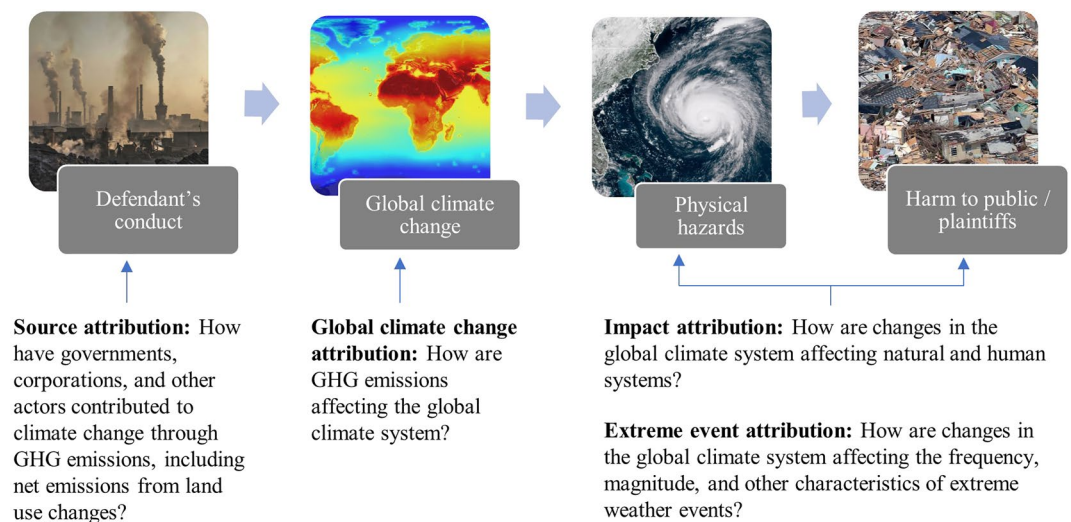 Defendant's
conduct
Global climate
change
Physical
hazards
Harm to public /
plaintiffs
Source attribution: How
have governments,
corporations, and other
actors contributed to
climate change through
GHG emissions, including
net emissions from land
use changes?
Global climate change
attribution: How are
GHG emissions
affecting the global
climate system?
Impact attribution: How are changes in the
global climate system affecting natural and human
systems?
Extreme event attribution: How are changes in
the global climate system affecting the frequency,
magnitude, and other characteristics of extreme
weather events?